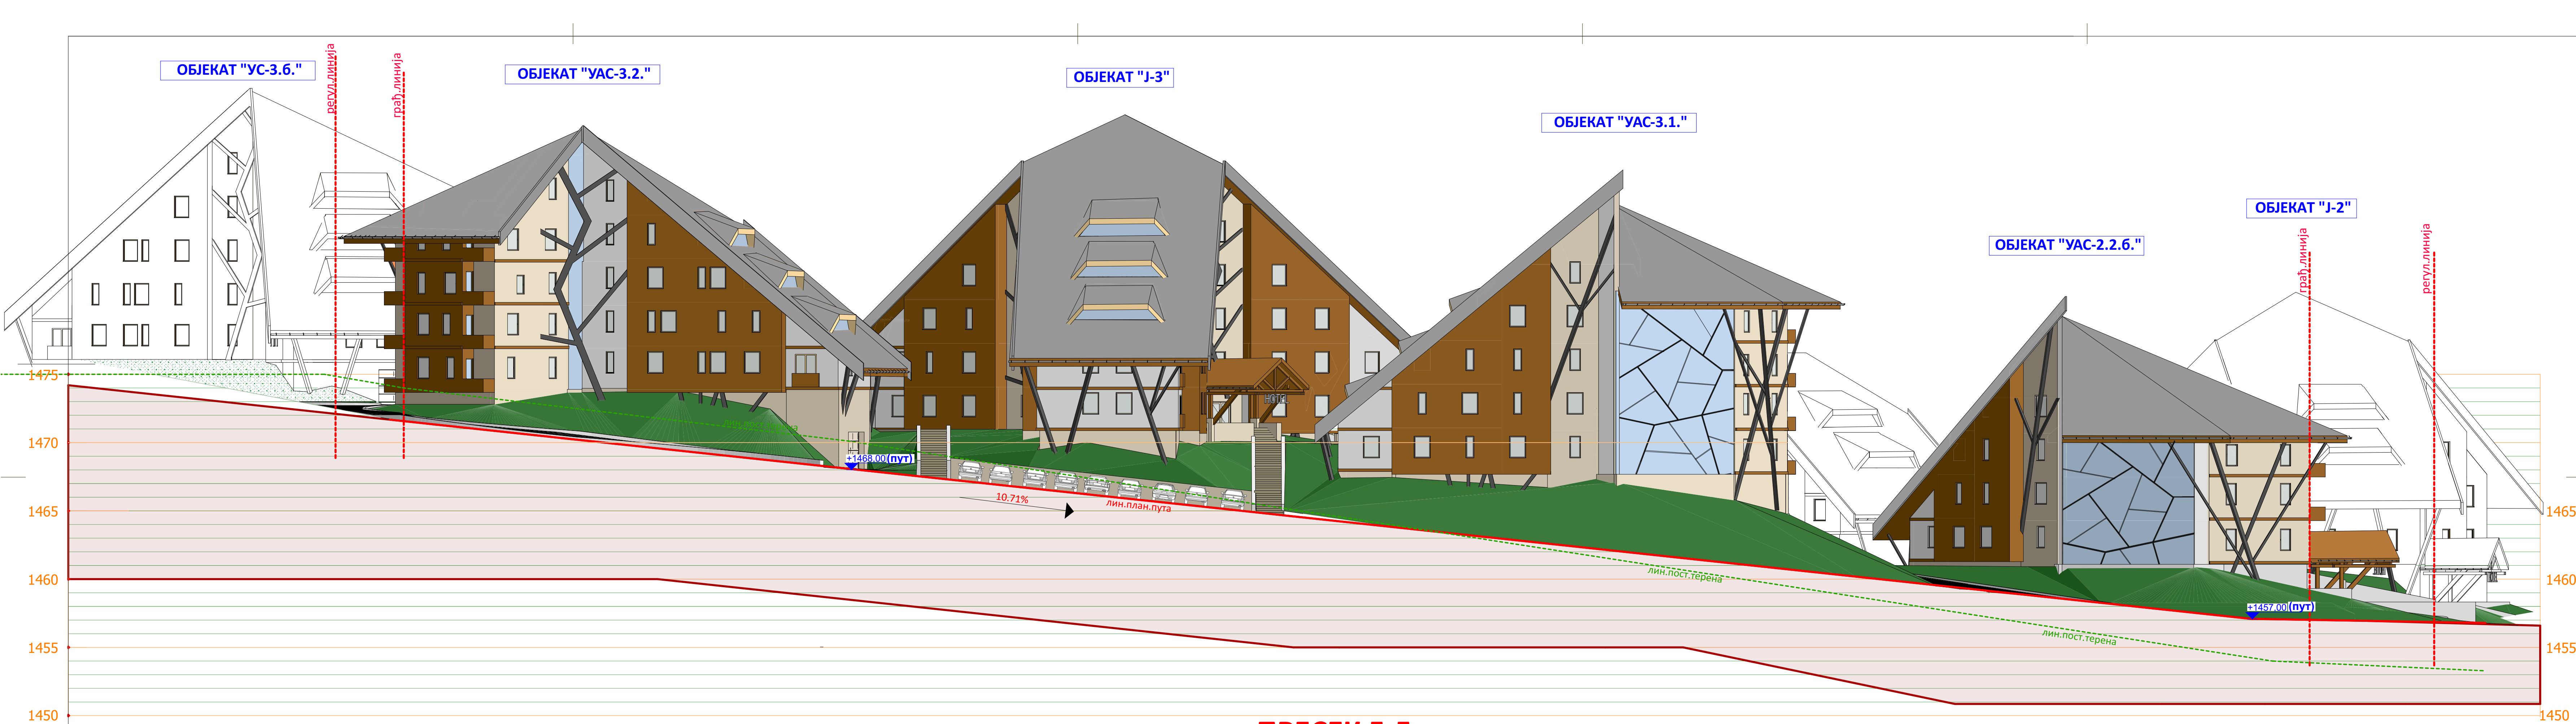 ОБЈЕКАТ "УС-3.б."
регул.линија
грађ.линија
ОБЈЕКАТ "УАС-3.2."
ОБЈЕКАТ "Ј-3"
ОБЈЕКАТ "УАС-3.1."
ОБЈЕКАТ "УАС-2.2.б."
ОБЈЕКАТ "Ј-2"
грађ.линија
регул.линија
HOTEL
1475
1470
1465
1460
1455
1450
+1468.00(пут)
10.71%
лин.план.пута
лин.пост.терена
лин.пост.терена
+1457.00(пут)
1465
1460
1455
1450